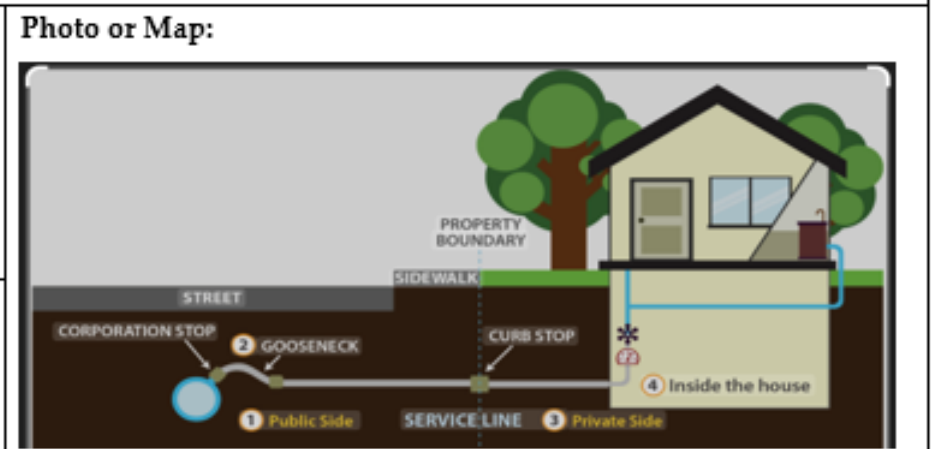 Photo or Map:
PROPERTY
BOUNDARY
SIDEWALK
STREET
CORPORATION STOP
2 GOOSENECK
CURB STOP
4 Inside the house
1 Public Side
SERVICE LINE
3 Private Side